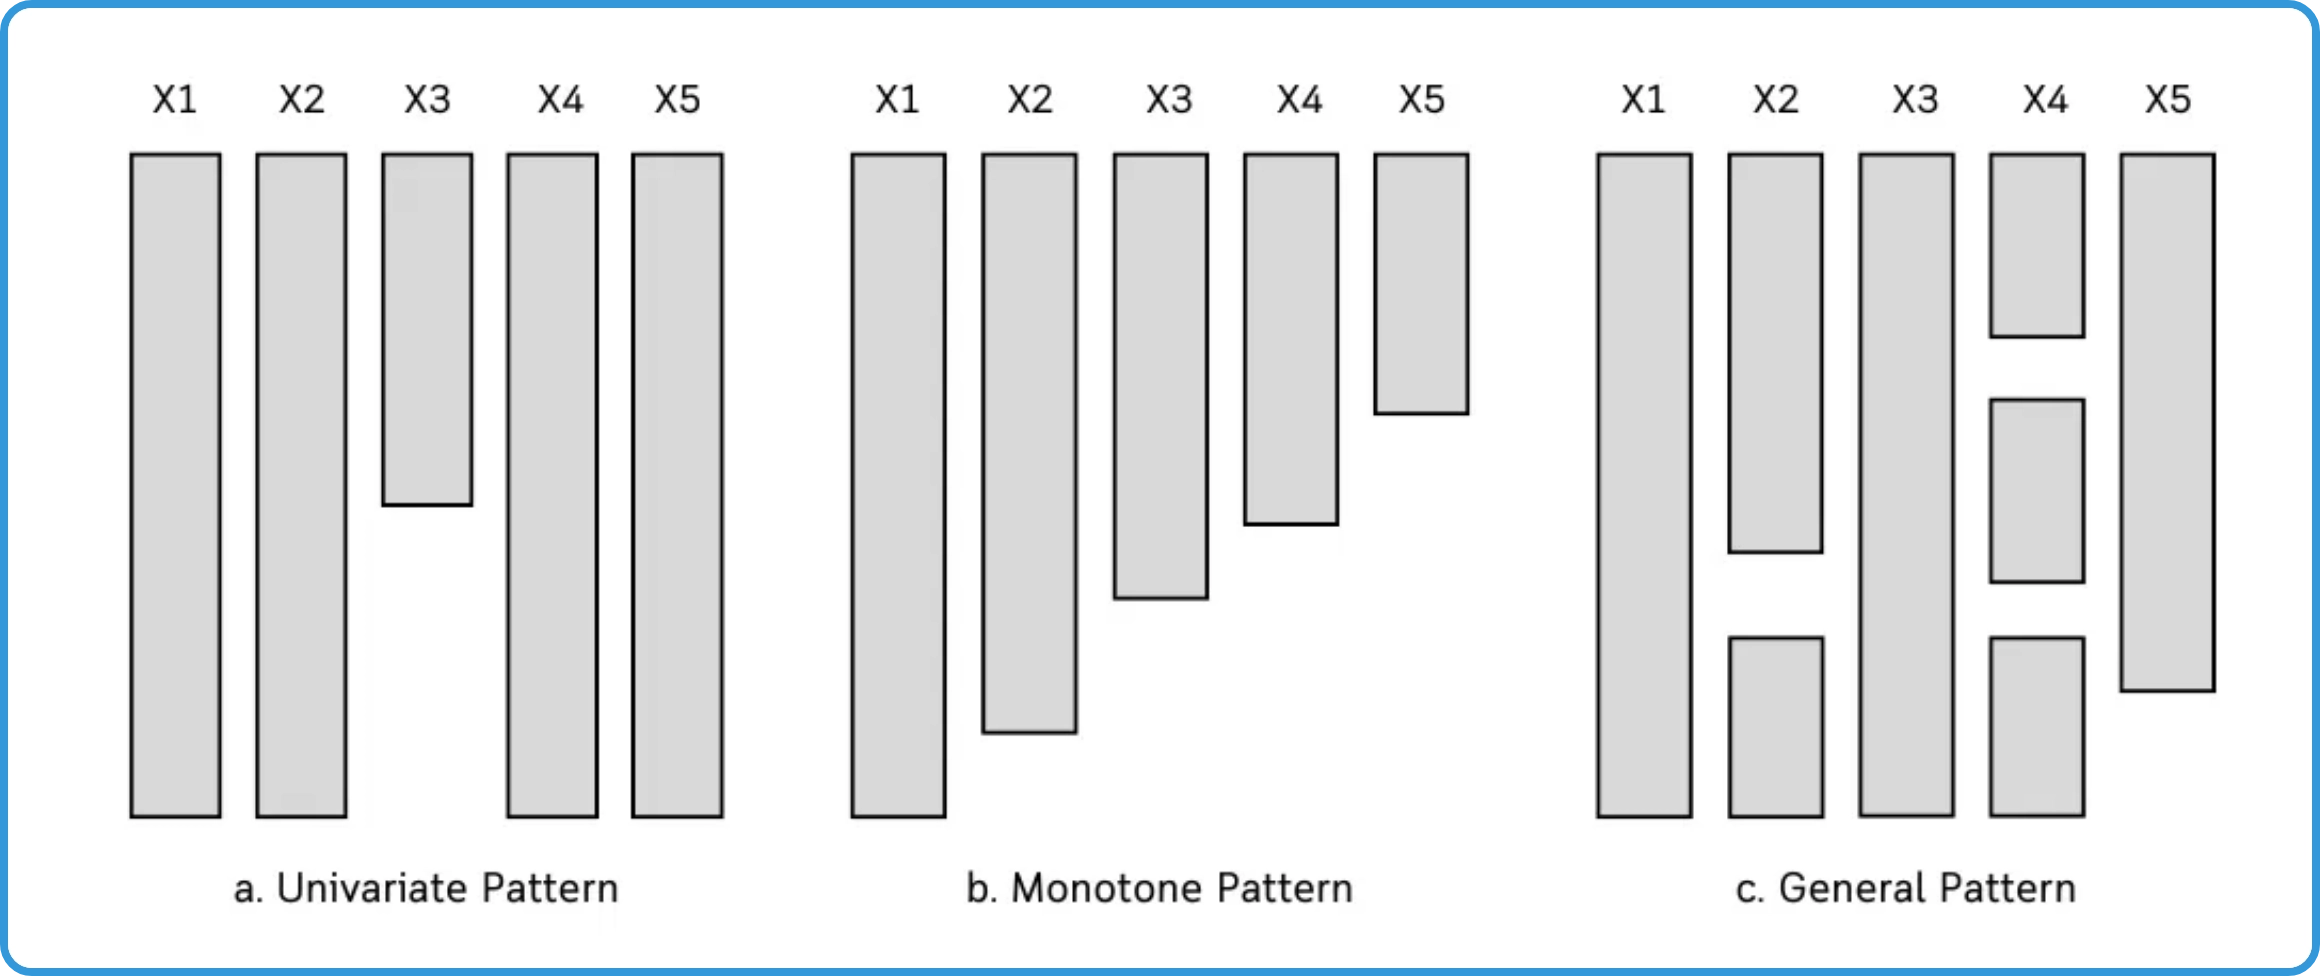 X1 X2 X3 X4 X5 X1 X2 X3 X4 X5 X1 X2 X3 X4 X5
a. Univariate Pattern b. Monotone Pattern c. General Pattern